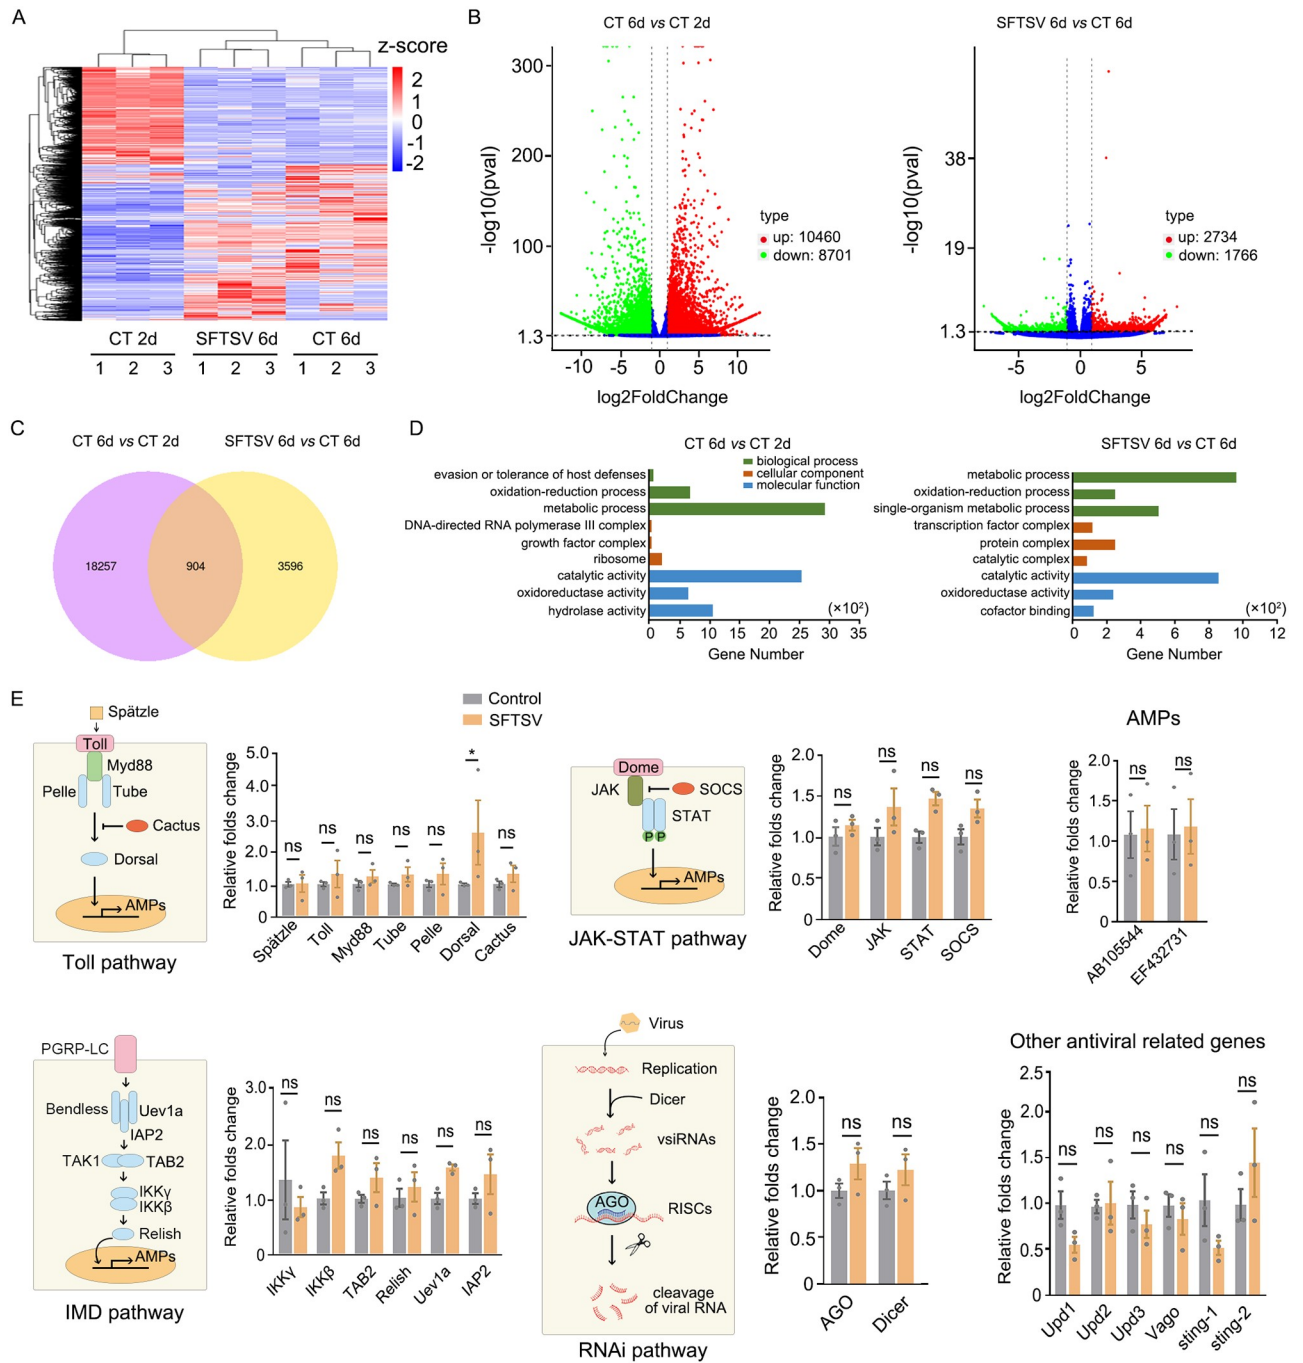 A
z-score
2
1
0
-1
-2
CT 2d
SFTSV 6d
CT 6d
1 2 3 1 2 3 1 2 3
B
CT 6d vs CT 2d
-log10(pval)
300
200
100
1.3
-10 -5 0 5 10
log2FoldChange
type
up: 10460
down: 8701
SFTSV 6d vs CT 6d
-log10(pval)
38
19
1.3
-5 0 5
log2FoldChange
type
up: 2734
down: 1766
C
CT 6d vs CT 2d
SFTSV 6d vs CT 6d
18257
904
3596
D
CT 6d vs CT 2d
biological process
cellular component
molecular function
evasion or tolerance of host defenses
oxidation-reduction process
metabolic process
DNA-directed RNA polymerase III complex
growth factor complex
ribosome
catalytic activity
oxidoreductase activity
hydrolase activity
(×10²)
0 5 10 15 20 25 30 35
Gene Number
SFTSV 6d vs CT 6d
metabolic process
oxidation-reduction process
single-organism metabolic process
transcription factor complex
protein complex
catalytic complex
catalytic activity
oxidoreductase activity
cofactor binding
(×10²)
0 2 4 6 8 10 12
Gene Number
E
Control
SFTSV
Spätzle
Toll
Myd88
Pelle
Tube
Cactus
Dorsal
AMPs
Toll pathway
Relative folds change
5.0
3.0
2.0
1.0
0
ns ns ns ns ns * ns
Spätzle Toll Myd88 Tube Pelle Dorsal Cactus
Dome
JAK
SOCS
STAT
P P
AMPs
JAK-STAT pathway
Relative folds change
2.0
1.5
1.0
0.5
0
ns ns ns ns
Dome JAK STAT SOCS
AMPs
Relative folds change
2.0
1.5
1.0
0.5
0
ns ns
AB105544 EF432731
PGRP-LC
Bendless
Uev1a
IAP2
TAK1
TAB2
IKKγ
IKKβ
Relish
AMPs
IMD pathway
Relative folds change
3.0
2.0
1.0
0
ns ns ns ns ns ns
IKKγ IKKβ TAB2 Relish Uev1a IAP2
Virus
Replication
Dicer
vsiRNAs
AGO
RISCs
cleavage
of viral RNA
RNAi pathway
Relative folds change
2.0
1.5
1.0
0.5
0
ns ns
AGO Dicer
Other antiviral related genes
Relative folds change
2.5
2.0
1.5
1.0
0.5
0
ns ns ns ns ns ns
Upd1 Upd2 Upd3 Vago sting-1 sting-2